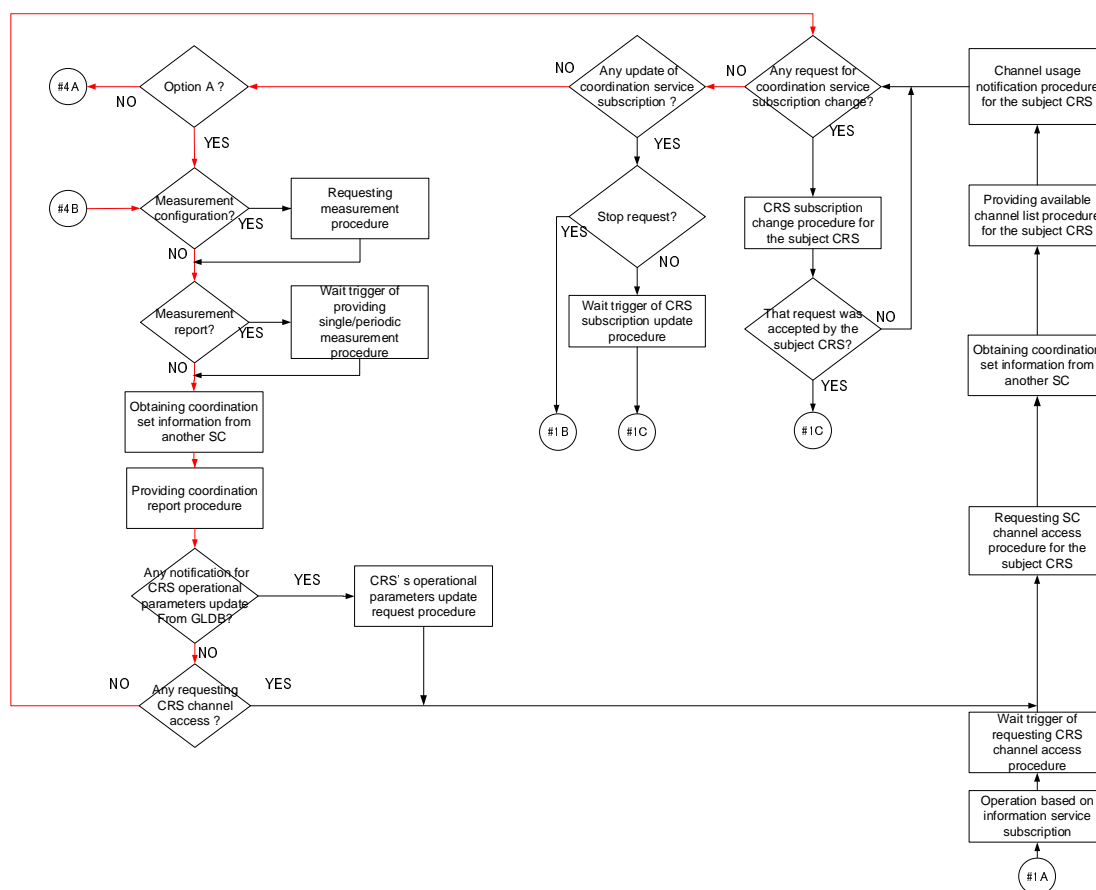 #4A
Option A ?
NO
YES
NO
Any update of
coordination service
subscription ?
YES
NO
Any request for
coordination service
subscription change?
YES
Channel usage
notification procedure
for the subject CRS
#4B
Measurement
configuration?
YES
NO
Requesting
measurement
procedure
Stop request?
YES
NO
CRS subscription
change procedure for
the subject CRS
Providing available
channel list procedure
for the subject CRS
Measurement
report?
YES
NO
Wait trigger of
providing
single/periodic
measurement
procedure
Wait trigger of CRS
subscription update
procedure
That request was
accepted by the
subject CRS?
NO
YES
Obtaining coordination
set information from
another SC
Obtaining coordination
set information from
another SC
#1B
#1C
#1C
Providing coordination
report procedure
Requesting SC
channel access
procedure for the
subject CRS
Any notification for
CRS operational
parameters update
From GLDB?
YES
NO
CRS's operational
parameters update
request procedure
Any requesting
CRS channel
access ?
NO
YES
Wait trigger of
requesting CRS
channel access
procedure
Operation based on
information service
subscription
#1A